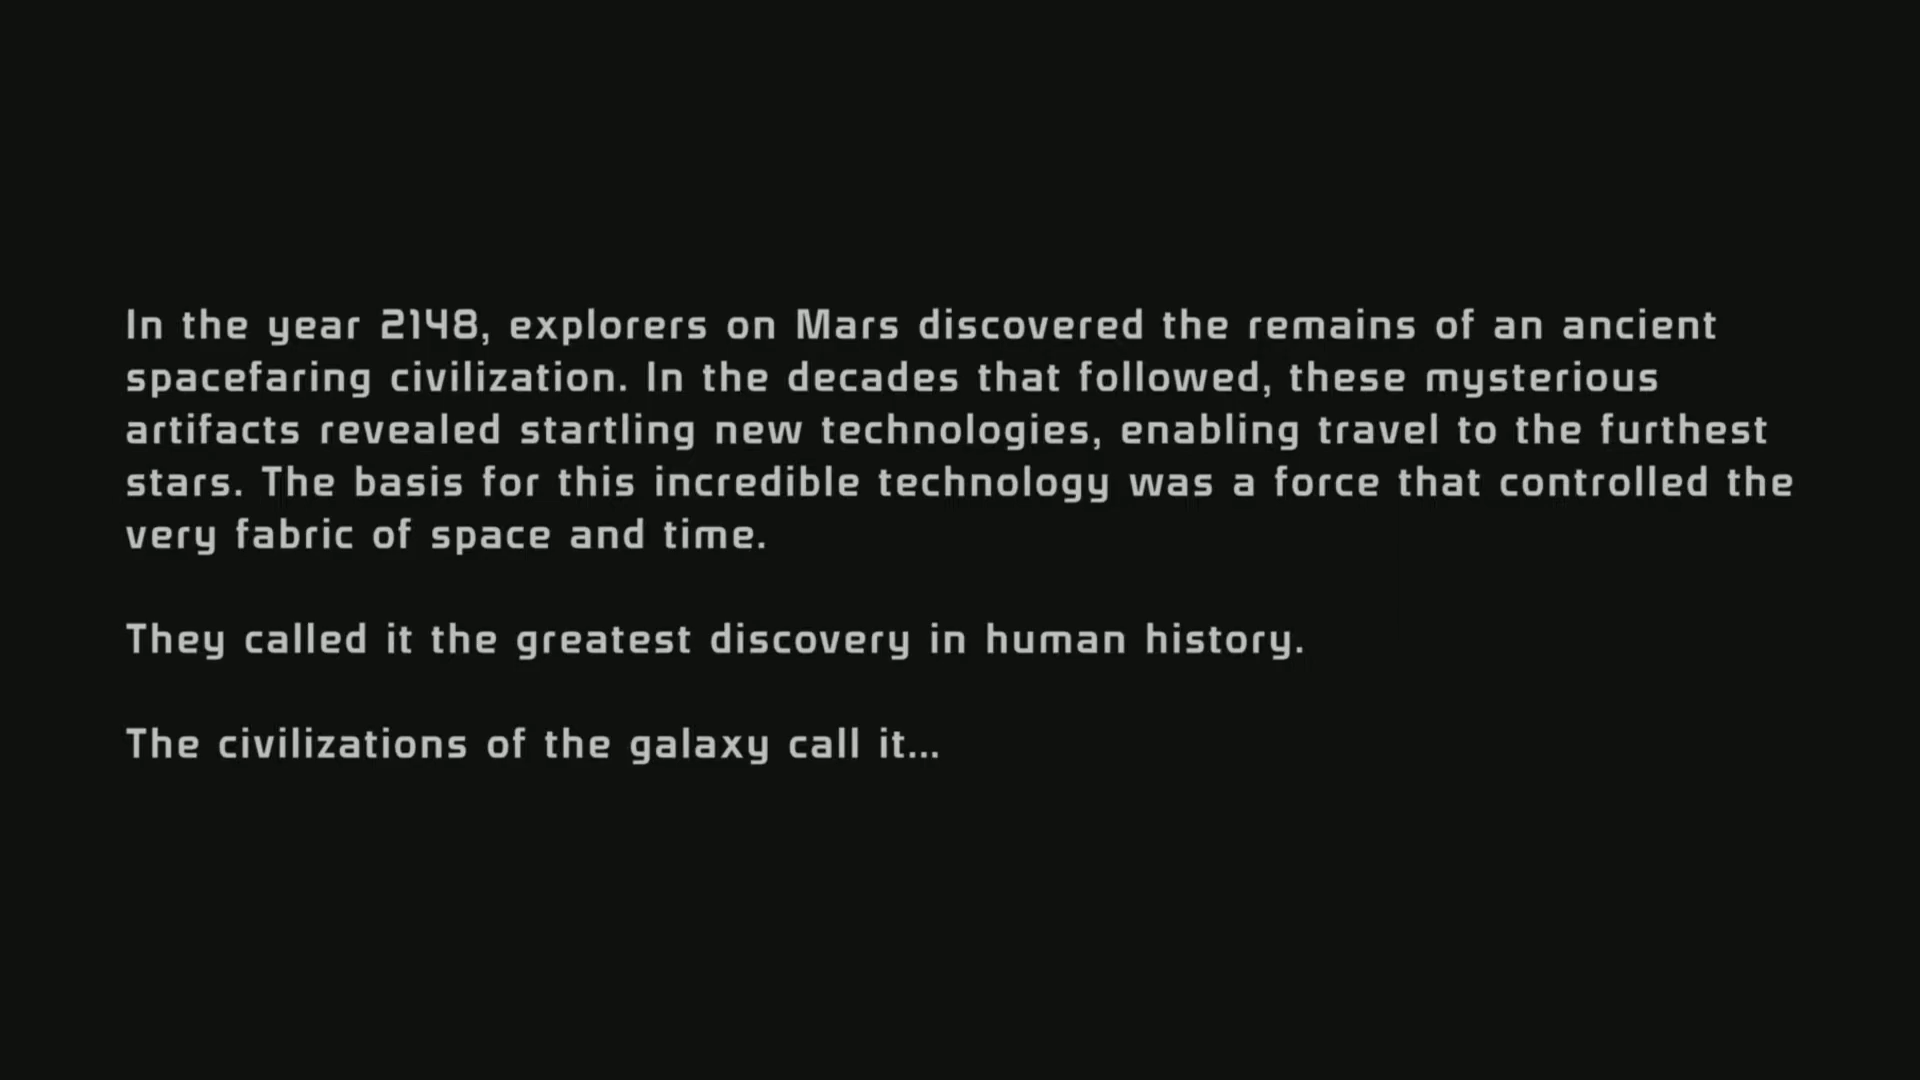 In the year 2148, explorers on Mars discovered the remains of an ancient
spacefaring civilization. In the decades that followed, these mysterious
artifacts revealed startling new technologies, enabling travel to the furthest
stars. The basis for this incredible technology was a force that controlled the
very fabric of space and time.
They called it the greatest discovery in human history.
The civilizations of the galaxy call it...